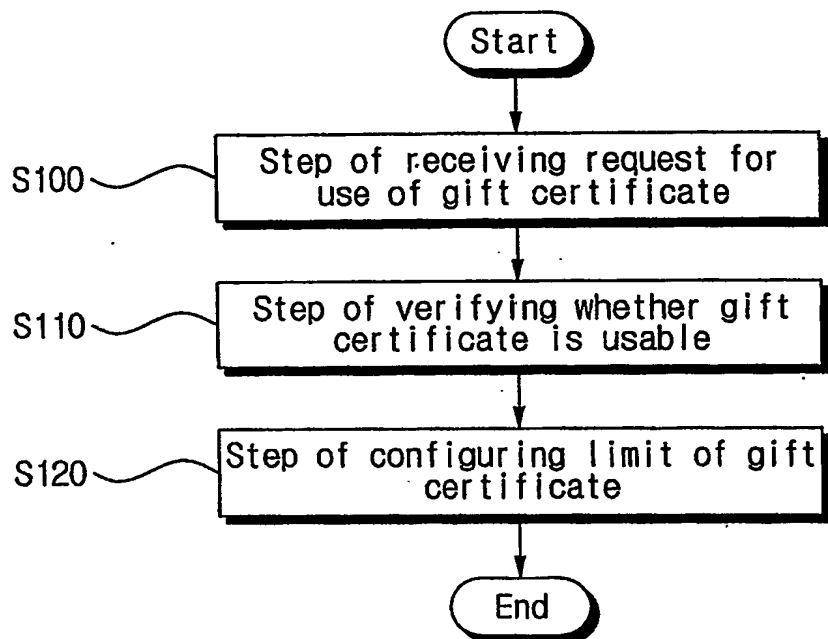 Start
S100
Step of receiving request for
use of gift certificate
S110
Step of verifying whether gift
certificate is usable
S120
Step of configuring limit of gift
certificate
End